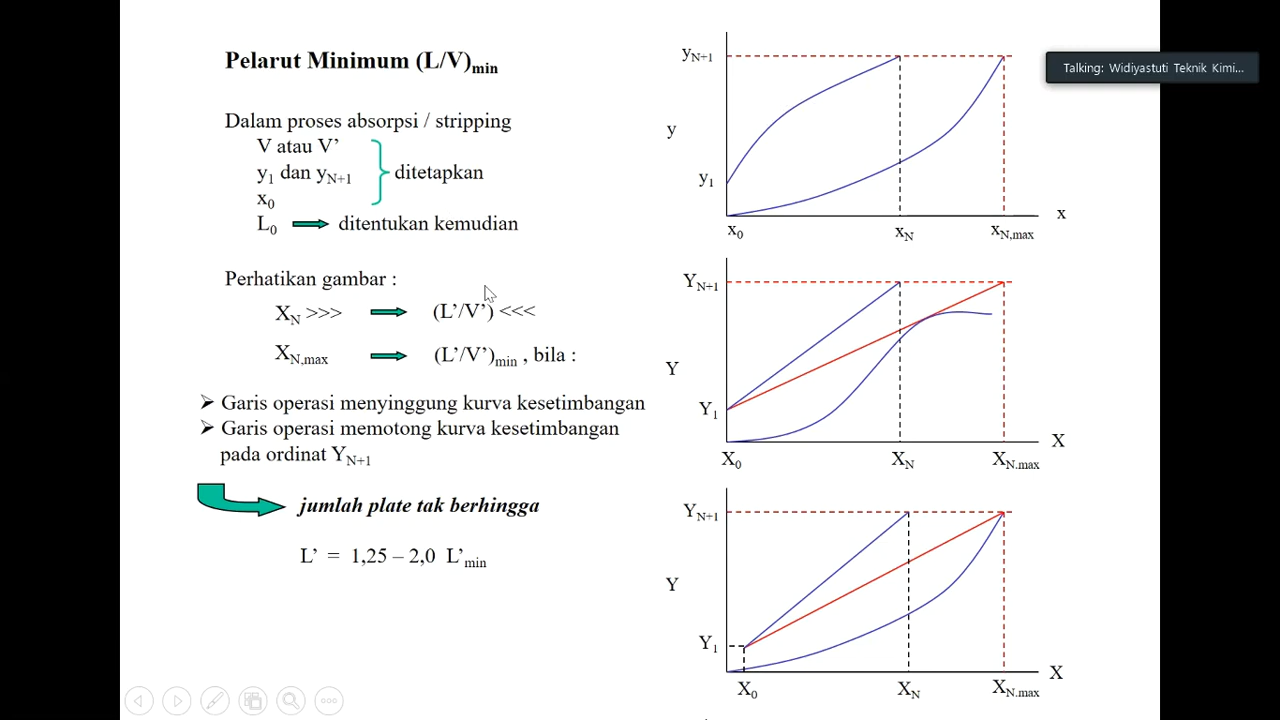 Pelarut Minimum (L/V)min
Talking: Widiyastuti Teknik Kimi...
Dalam proses absorpsi / stripping
V atau V'
y1 dan yN+1
ditetapkan
x0
L0
ditentukan kemudian
Perhatikan gambar :
XN >>>
(L'/V') <<<
XN,max
(L'/V')min , bila :
➢ Garis operasi menyinggung kurva kesetimbangan
➢ Garis operasi memotong kurva kesetimbangan
pada ordinat YN+1
jumlah plate tak berhingga
L' = 1,25 – 2,0 L'min
yN+1
y
y1
x0
xN
xN,max
x
YN+1
Y
Y1
X0
XN
XN.max
X
YN+1
Y
Y1
X0
XN
XN.max
X